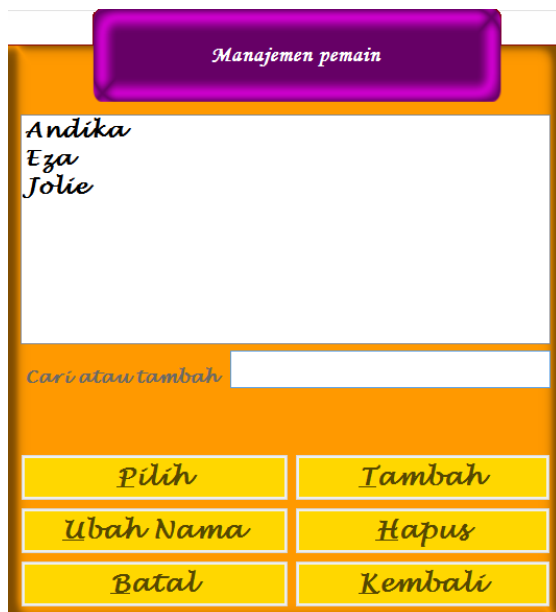 Manajemen pemain
Andika
Eza
Jolie
Cari atau tambah
Pilih
Tambah
Ubah Nama
Hapus
Batal
Kembali